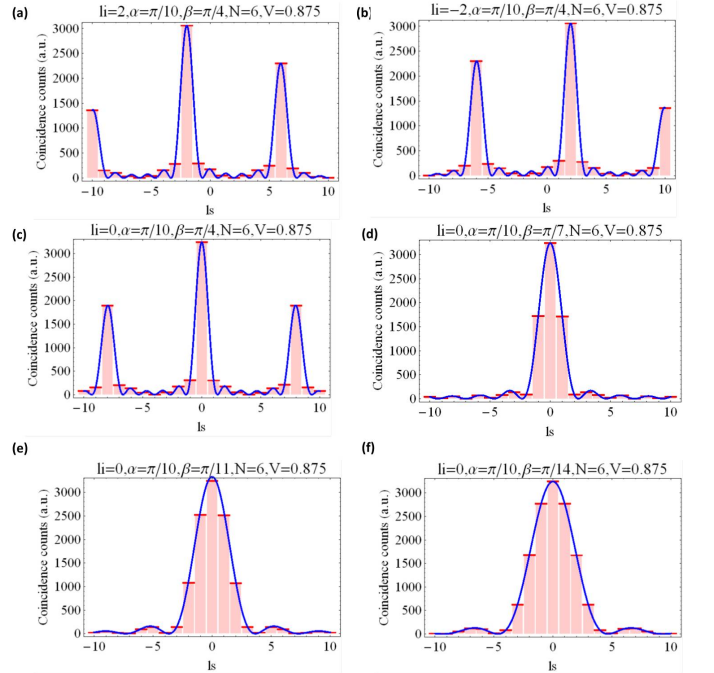 (a)
li=2,α=π/10,β=π/4,N=6,V=0.875
Coincidence counts (a.u.)
3000
2500
2000
1500
1000
500
0
−10 −5 0 5 10
ls
(b)
li=−2,α=π/10,β=π/4,N=6,V=0.875
Coincidence counts (a.u.)
3000
2500
2000
1500
1000
500
0
−10 −5 0 5 10
ls
(c)
li=0,α=π/10,β=π/4,N=6,V=0.875
Coincidence counts (a.u.)
3000
2500
2000
1500
1000
500
0
−10 −5 0 5 10
ls
(d)
li=0,α=π/10,β=π/7,N=6,V=0.875
Coincidence counts (a.u.)
3000
2500
2000
1500
1000
500
0
−10 −5 0 5 10
ls
(e)
li=0,α=π/10,β=π/11,N=6,V=0.875
Coincidence counts (a.u.)
3000
2500
2000
1500
1000
500
0
−10 −5 0 5 10
ls
(f)
li=0,α=π/10,β=π/14,N=6,V=0.875
Coincidence counts (a.u.)
3000
2500
2000
1500
1000
500
0
−10 −5 0 5 10
ls